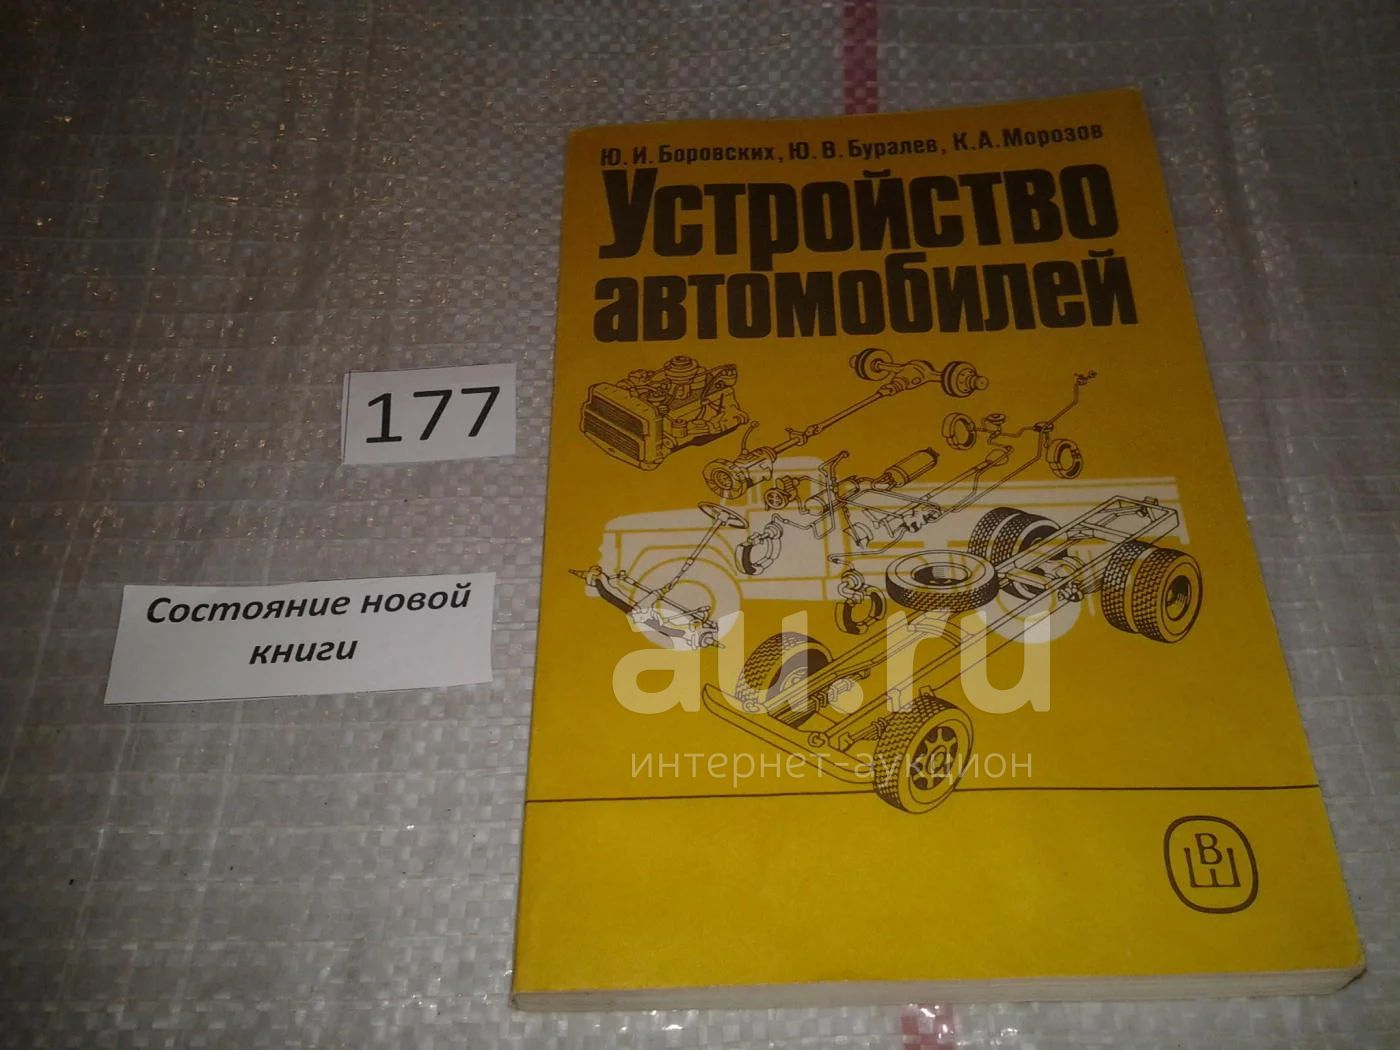 Ю. И. Боровских, Ю. В. Буралев, К. А. Морозов
Устройство
автомобилей
177
Состояние новой
книги
au.ru
интернет-аукцион
ВШ